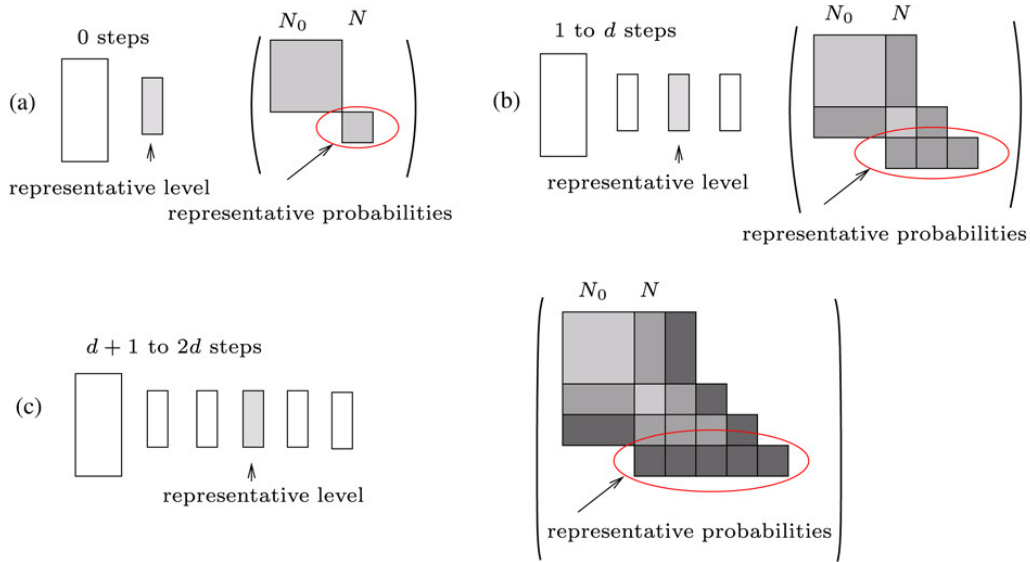 (a)
0 steps
representative level
N₀ N
representative probabilities
(b)
1 to d steps
representative level
N₀ N
representative probabilities
(c)
d + 1 to 2d steps
representative level
N₀ N
representative probabilities